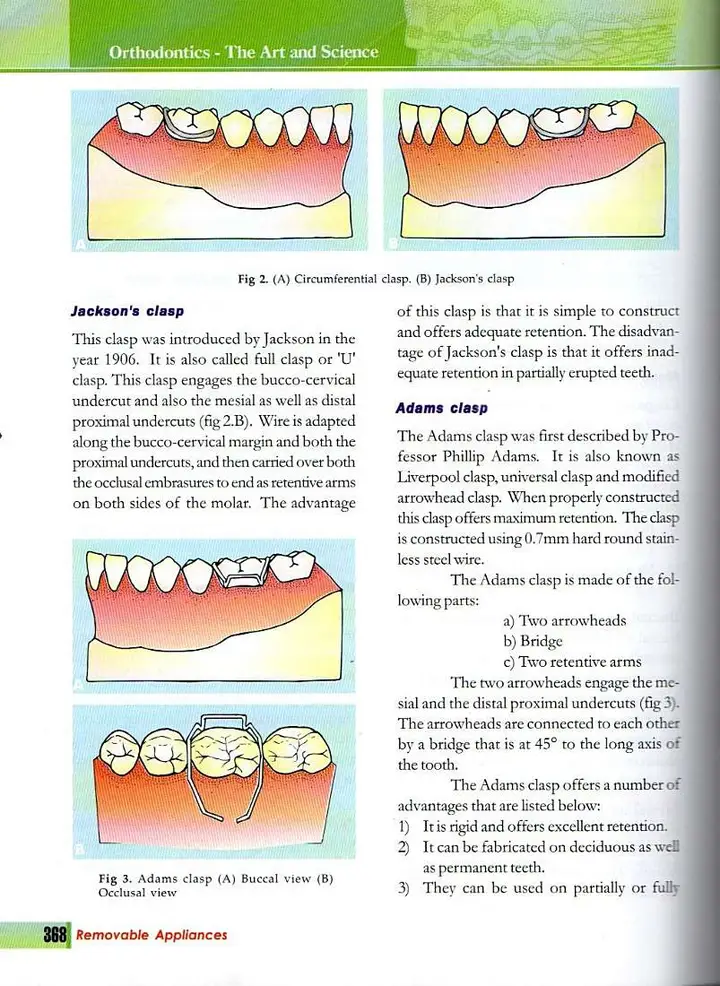 Orthodontics - The Art and Science
A
B
Fig 2. (A) Circumferential clasp. (B) Jackson's clasp
Jackson's clasp
This clasp was introduced by Jackson in the
year 1906. It is also called full clasp or 'U'
clasp. This clasp engages the bucco-cervical
undercut and also the mesial as well as distal
proximal undercuts (fig 2.B). Wire is adapted
along the bucco-cervical margin and both the
proximal undercuts, and then carried over both
the occlusal embrasures to end as retentive arms
on both sides of the molar. The advantage
A
B
Fig 3. Adams clasp (A) Buccal view (B)
Occlusal view
of this clasp is that it is simple to construct
and offers adequate retention. The disadvan-
tage of Jackson's clasp is that it offers inad-
equate retention in partially erupted teeth.
Adams clasp
The Adams clasp was first described by Pro-
fessor Phillip Adams. It is also known as
Liverpool clasp, universal clasp and modified
arrowhead clasp. When properly constructed
this clasp offers maximum retention. The clasp
is constructed using 0.7mm hard round stain-
less steel wire.
The Adams clasp is made of the fol-
lowing parts:
a) Two arrowheads
b) Bridge
c) Two retentive arms
The two arrowheads engage the me-
sial and the distal proximal undercuts (fig 3).
The arrowheads are connected to each other
by a bridge that is at 45° to the long axis of
the tooth.
The Adams clasp offers a number of
advantages that are listed below:
1) It is rigid and offers excellent retention.
2) It can be fabricated on deciduous as well
as permanent teeth.
3) They can be used on partially or fully
368 Removable Appliances